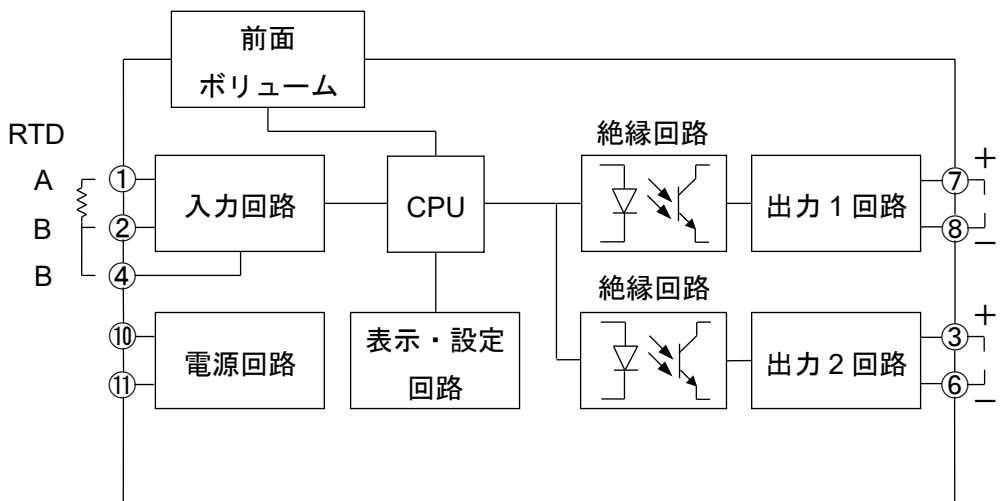 前面
ボリューム
RTD
絶縁回路
A ① 入力回路 CPU 出力1回路 ⑦ +
B ② ⑧ −
B ④
絶縁回路
⑩ 電源回路 表示・設定 出力2回路 ③ +
⑪ 回路 ⑥ −